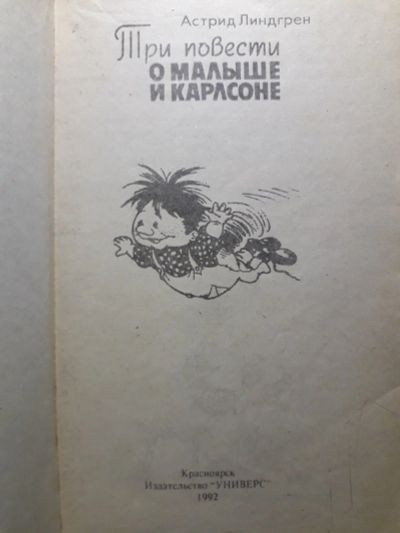 Астрид Линдгрен
Три повести
О МАЛЫШЕ
И КАРЛСОНЕ
Красноярск
Издательство "УНИВЕРС"
1992